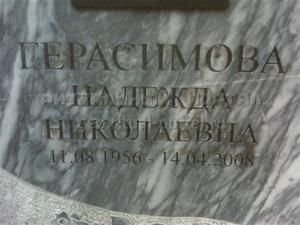 ГЕРАСИМОВА
НАДЕЖДА
НИКОЛАЕВНА
11.08.1956 - 14.04.2008